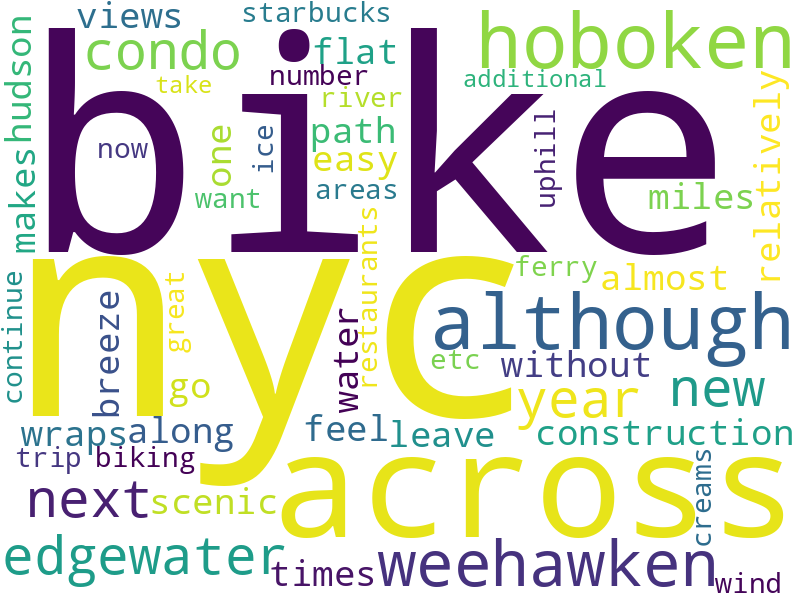 starbucks
views
hoboken
condo
flat
hudson
number
take
additional
river
bike
path
now
one
ice
easy
uphill
relatively
makes
areas
want
miles
restaurants
ferry
almost
nyc
continue
great
breeze
although
water
etc
without
go
year
new
wraps
along
feel
leave
construction
trip
biking
across
creams
next
scenic
edgewater
times
weehawken
wind